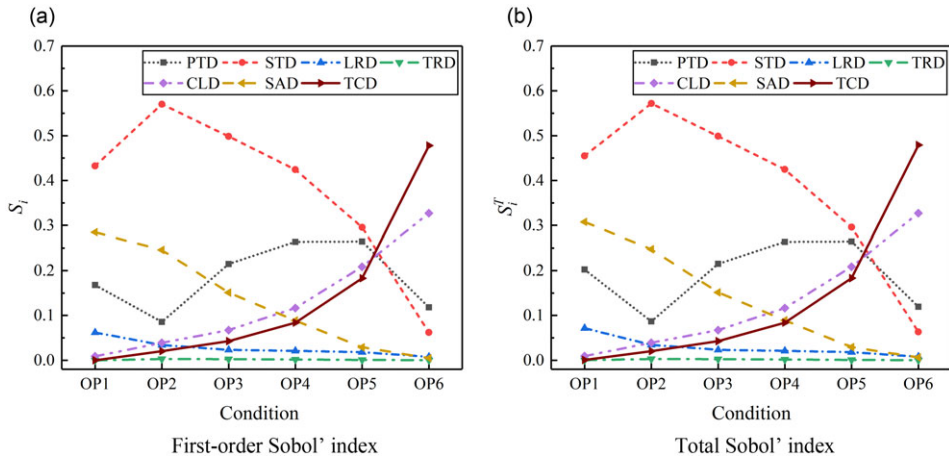 (a)
0.7
0.6
0.5
0.4
0.3
0.2
0.1
0.0
S_i
PTD STD LRD TRD
CLD SAD TCD
OP1 OP2 OP3 OP4 OP5 OP6
Condition
First-order Sobol’ index
(b)
0.7
0.6
0.5
0.4
0.3
0.2
0.1
0.0
S_i^T
PTD STD LRD TRD
CLD SAD TCD
OP1 OP2 OP3 OP4 OP5 OP6
Condition
Total Sobol’ index